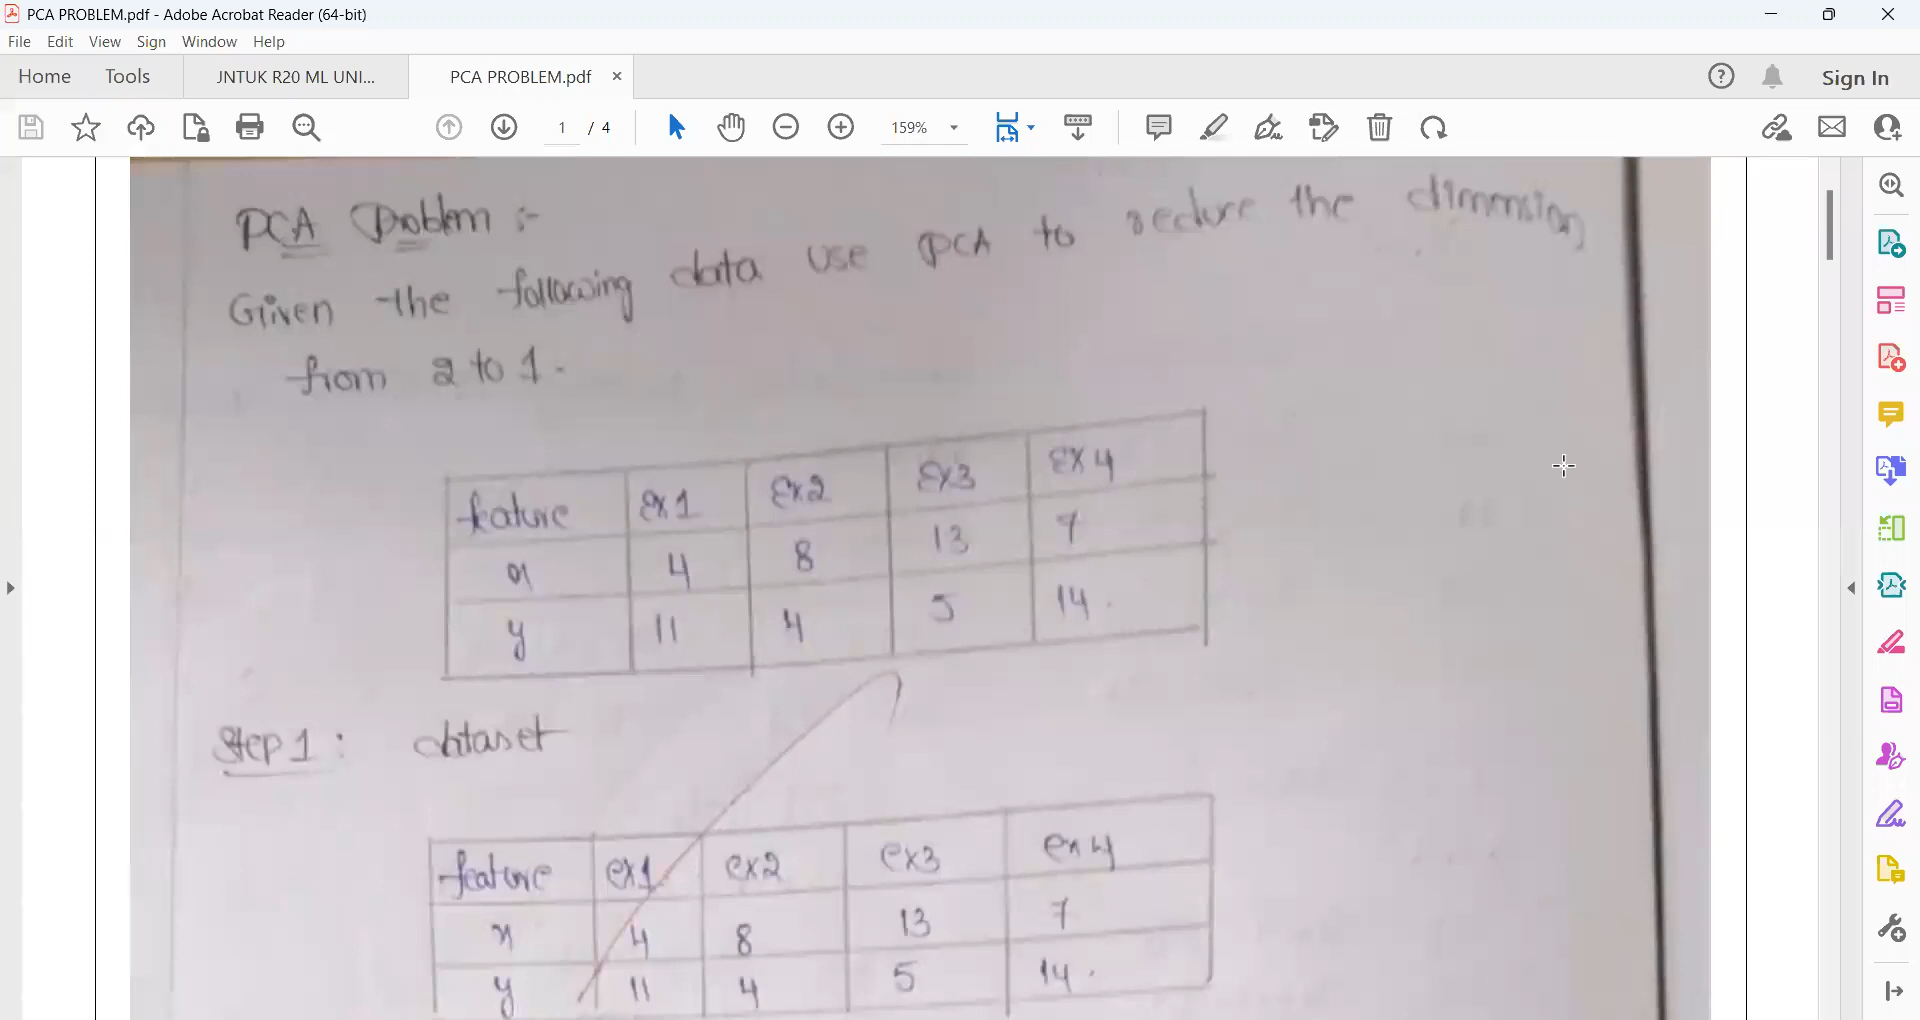 PCA PROBLEM.pdf - Adobe Acrobat Reader (64-bit)
File Edit View Sign Window Help
Home Tools JNTUK R20 ML UNI... PCA PROBLEM.pdf × Sign In
1 / 4 159%
PCA Problem :-
Given the following data use PCA to reduce the dimension
from 2 to 1.
feature ex1 Ex2 Ex3 EX4
x 4 8 13 7
y 11 4 5 14.
Step 1 : dataset
feature ex1 ex2 ex3 ex4
x 4 8 13 7
y 11 4 5 14.